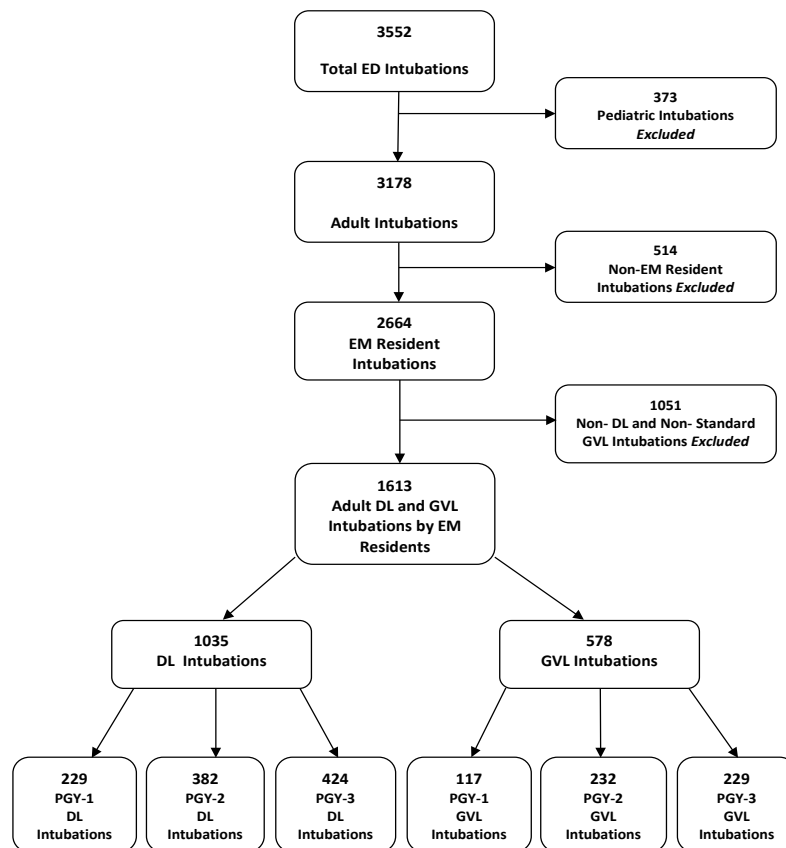 3552
Total ED Intubations
373
Pediatric Intubations
Excluded
3178
Adult Intubations
514
Non-EM Resident
Intubations Excluded
2664
EM Resident
Intubations
1051
Non- DL and Non- Standard
GVL Intubations Excluded
1613
Adult DL and GVL
Intubations by EM
Residents
1035
DL Intubations
578
GVL Intubations
229
PGY-1
DL
Intubations
382
PGY-2
DL
Intubations
424
PGY-3
DL
Intubations
117
PGY-1
GVL
Intubations
232
PGY-2
GVL
Intubations
229
PGY-3
GVL
Intubations